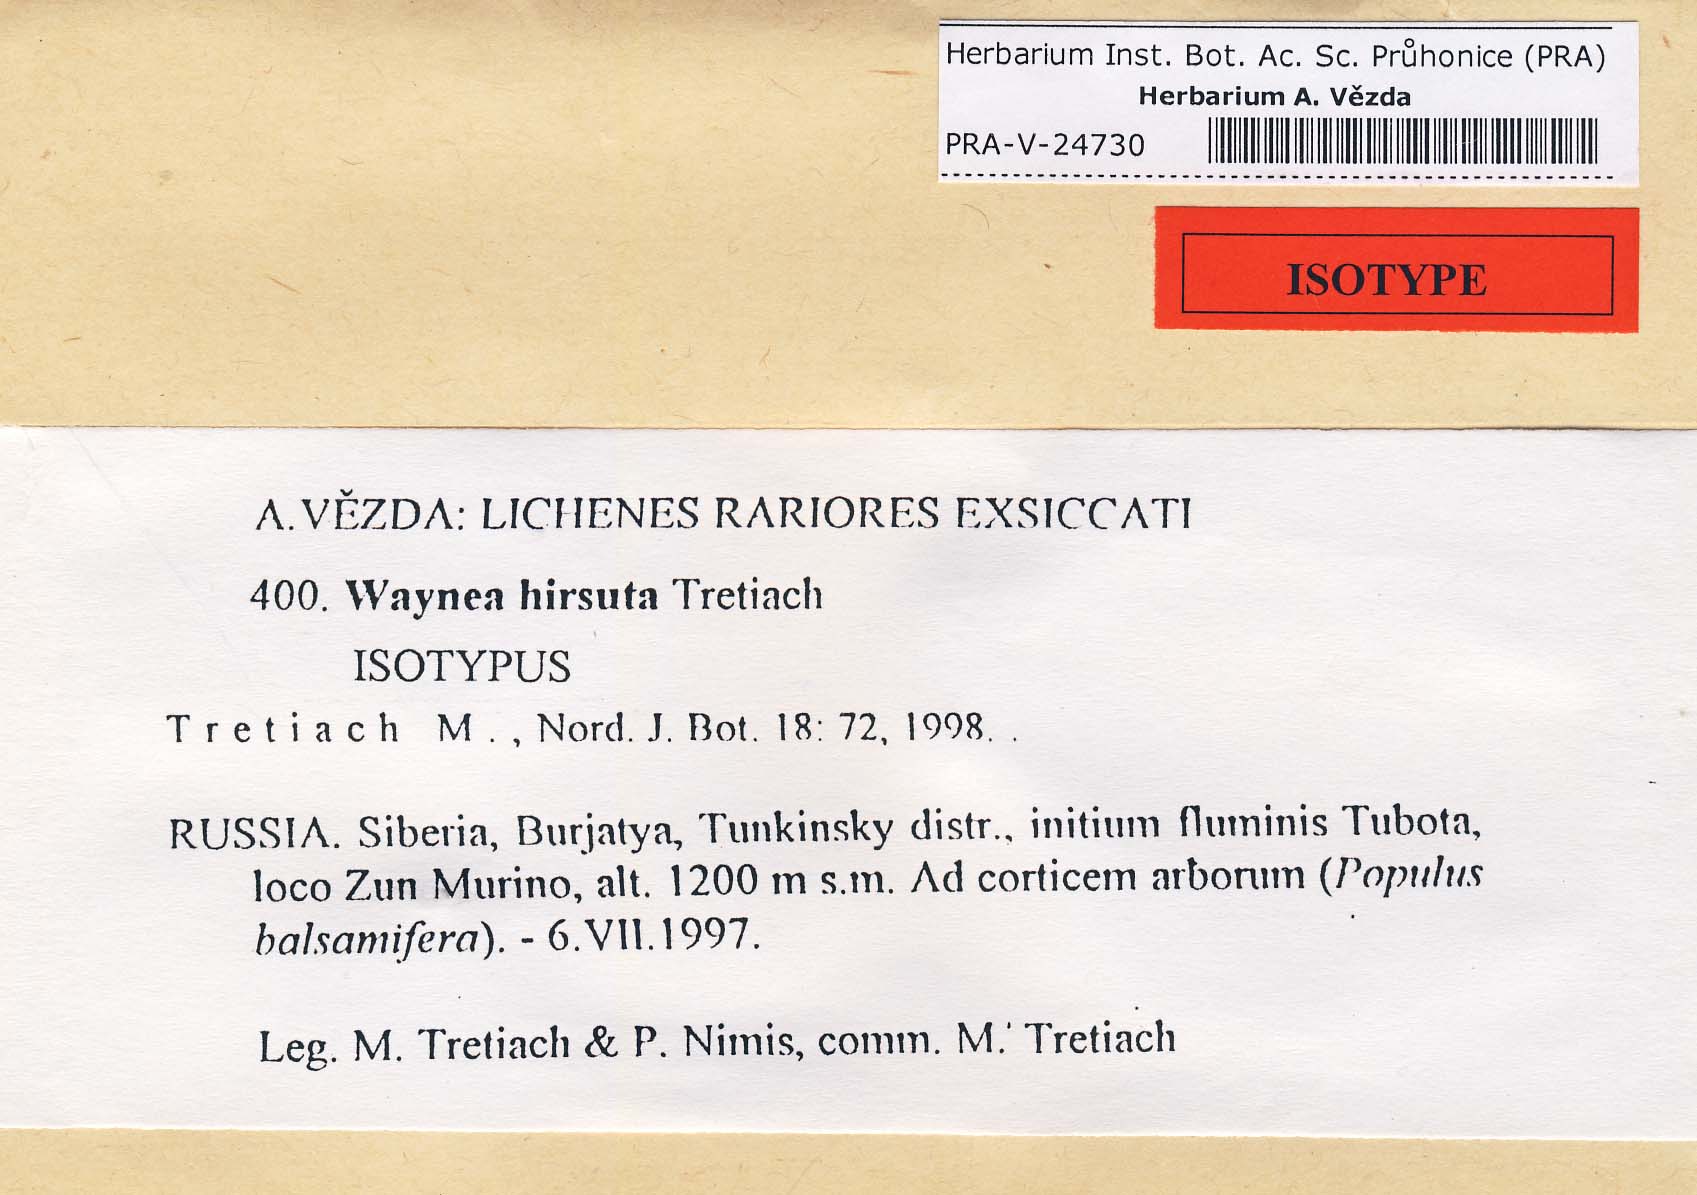 Herbarium Inst. Bot. Ac. Sc. Průhonice (PRA)
Herbarium A. Vězda
PRA-V-24730
ISOTYPE
A. VĚZDA: LICHENES RARIORES EXSICCATI
400. Waynea hirsuta Tretiach
ISOTYPUS
Tretiach M., Nord. J. Bot. 18: 72, 1998. .
RUSSIA. Siberia, Burjatya, Tunkinsky distr., initium fluminis Tubota,
loco Zun Murino, alt. 1200 m s.m. Ad corticem arborum (Populus
balsamifera). - 6.VII.1997.
Leg. M. Tretiach & P. Nimis, comm. M. Tretiach